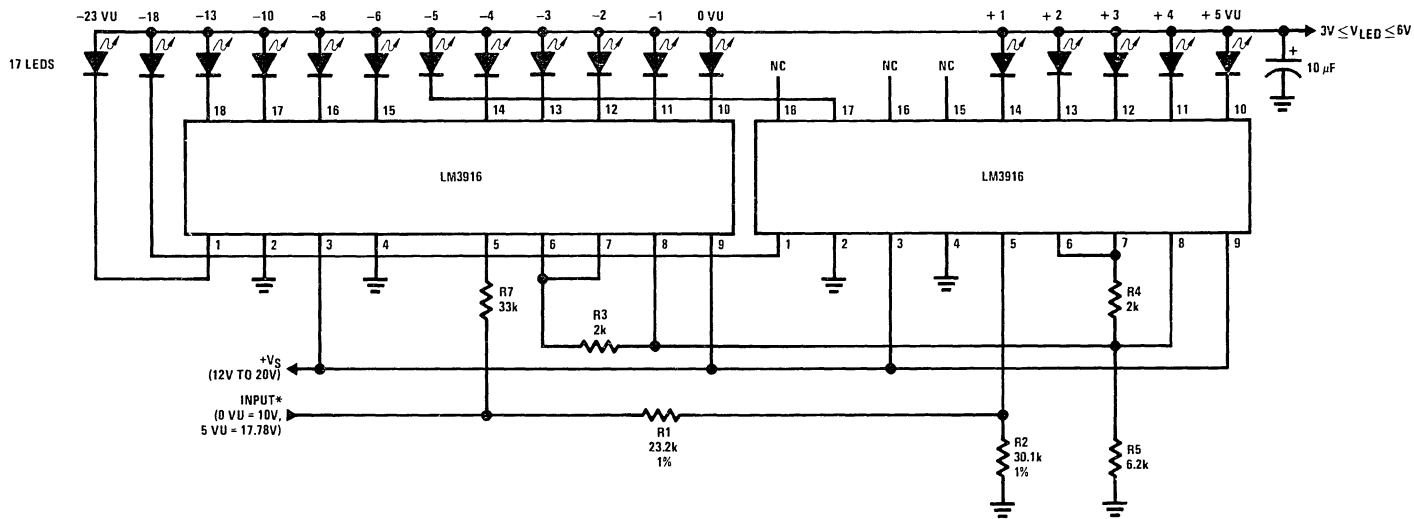 −23 VU −18 −13 −10 −8 −6 −5 −4 −3 −2 −1 0 VU +1 +2 +3 +4 +5 VU
3V ≤ VLED ≤ 6V
17 LEDS
NC NC NC
+
10 µF
18 17 16 15 14 13 12 11 10 18 17 16 15 14 13 12 11 10
LM3916 LM3916
1 2 3 4 5 6 7 8 9 1 2 3 4 5 6 7 8 9
R7
33k
R4
2k
R3
2k
+VS
(12V TO 20V)
INPUT*
(0 VU = 10V,
5 VU = 17.78V)
R1
23.2k
1%
R2
30.1k
1%
R5
6.2k